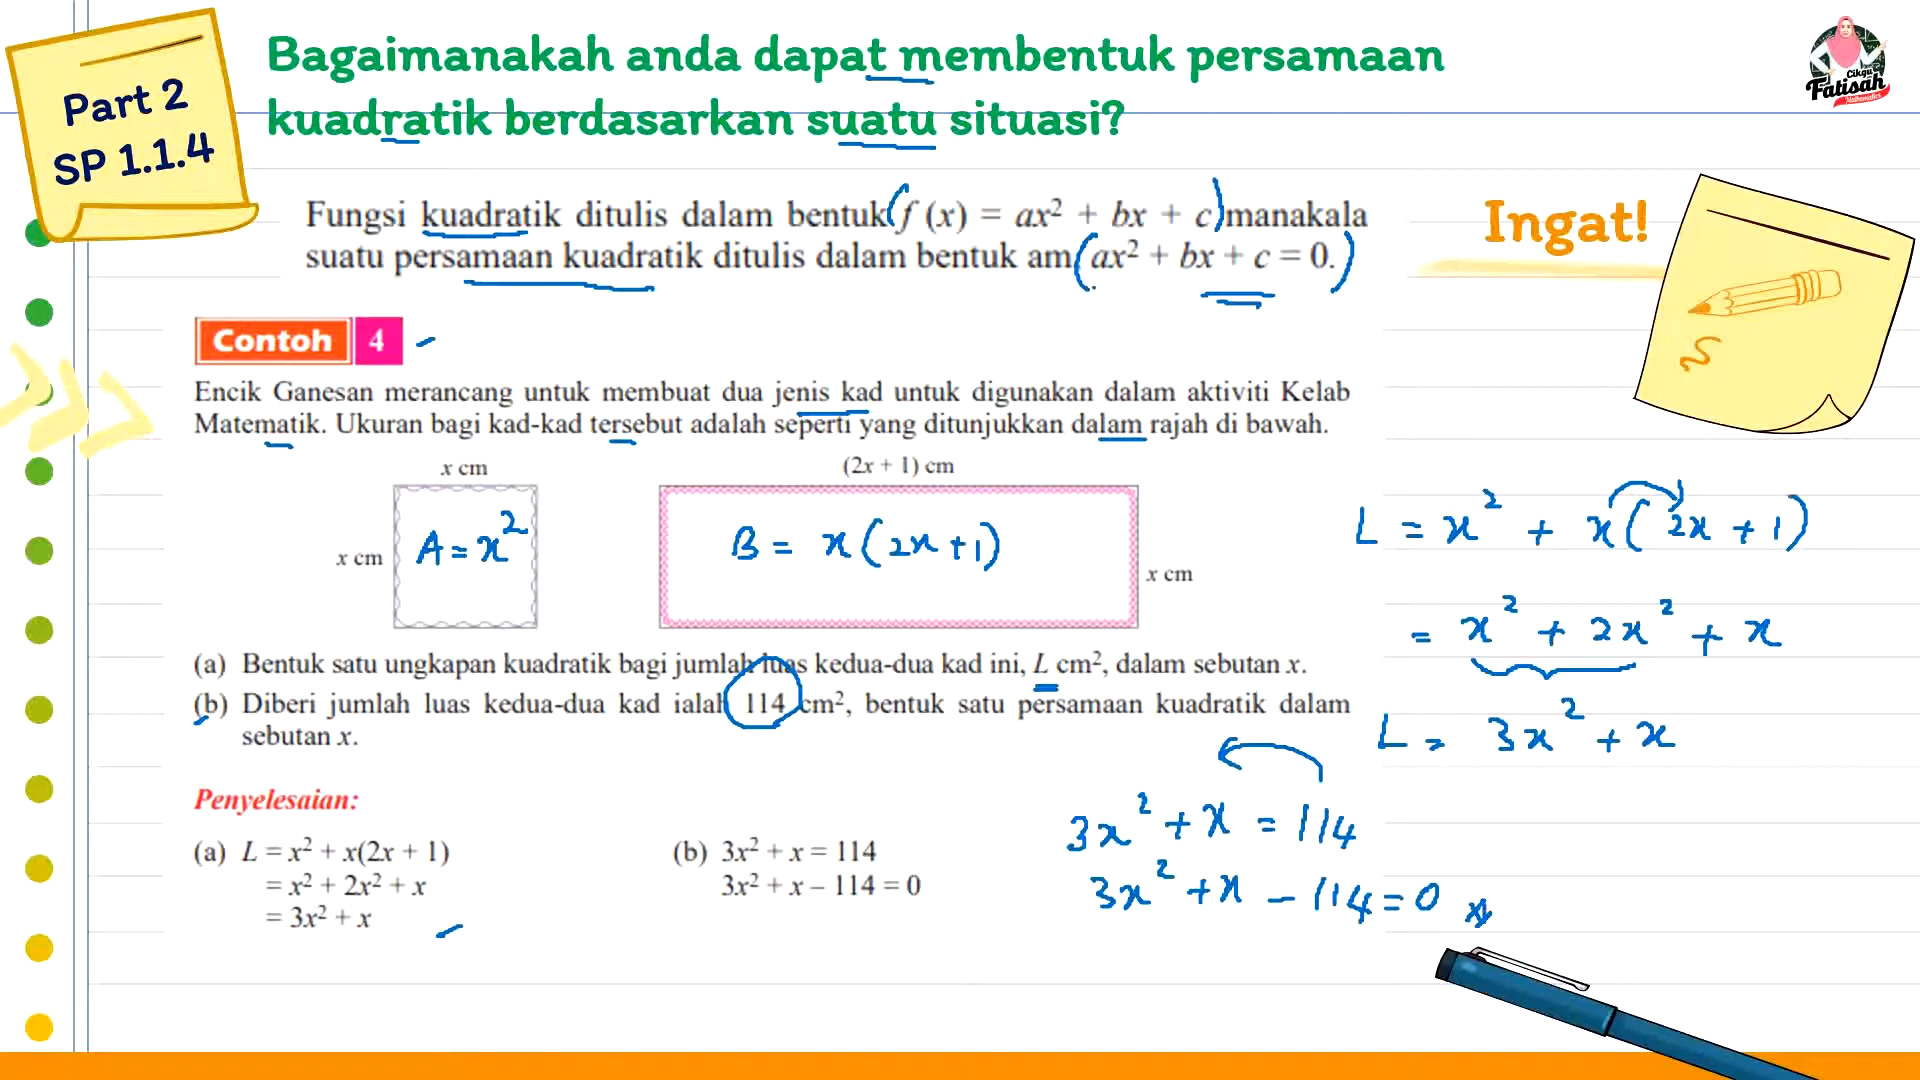 Part 2
SP 1.1.4
Bagaimanakah anda dapat membentuk persamaan
kuadratik berdasarkan suatu situasi?
Cikgu
Fatisah
Mathematics
Fungsi kuadratik ditulis dalam bentuk (f (x) = ax² + bx + c) manakala
suatu persamaan kuadratik ditulis dalam bentuk am (ax² + bx + c = 0.)
Ingat!
Contoh 4
Encik Ganesan merancang untuk membuat dua jenis kad untuk digunakan dalam aktiviti Kelab
Matematik. Ukuran bagi kad-kad tersebut adalah seperti yang ditunjukkan dalam rajah di bawah.
x cm
(2x + 1) cm
x cm
A = x²
B = x(2x+1)
x cm
L = x² + x(2x + 1)
= x² + 2x² + x
L = 3x² + x
(a) Bentuk satu ungkapan kuadratik bagi jumlah luas kedua-dua kad ini, L cm², dalam sebutan x.
(b) Diberi jumlah luas kedua-dua kad ialah 114 cm², bentuk satu persamaan kuadratik dalam
sebutan x.
Penyelesaian:
(a) L = x² + x(2x + 1)
= x² + 2x² + x
= 3x² + x
(b) 3x² + x = 114
3x² + x – 114 = 0
3x² + x = 114
3x² + x – 114 = 0